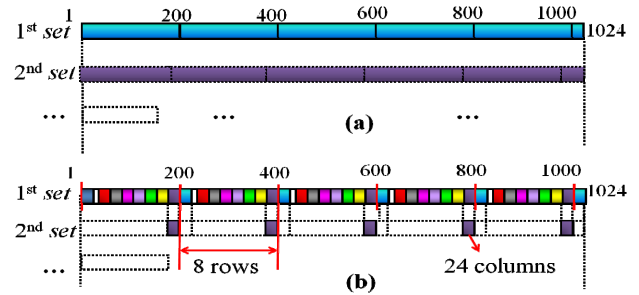 1 200 400 600 800 1000
1st set 1024
2nd set
... ... ...
(a)
1 200 400 600 800 1000
1st set 1024
2nd set
... 8 rows 24 columns
(b)